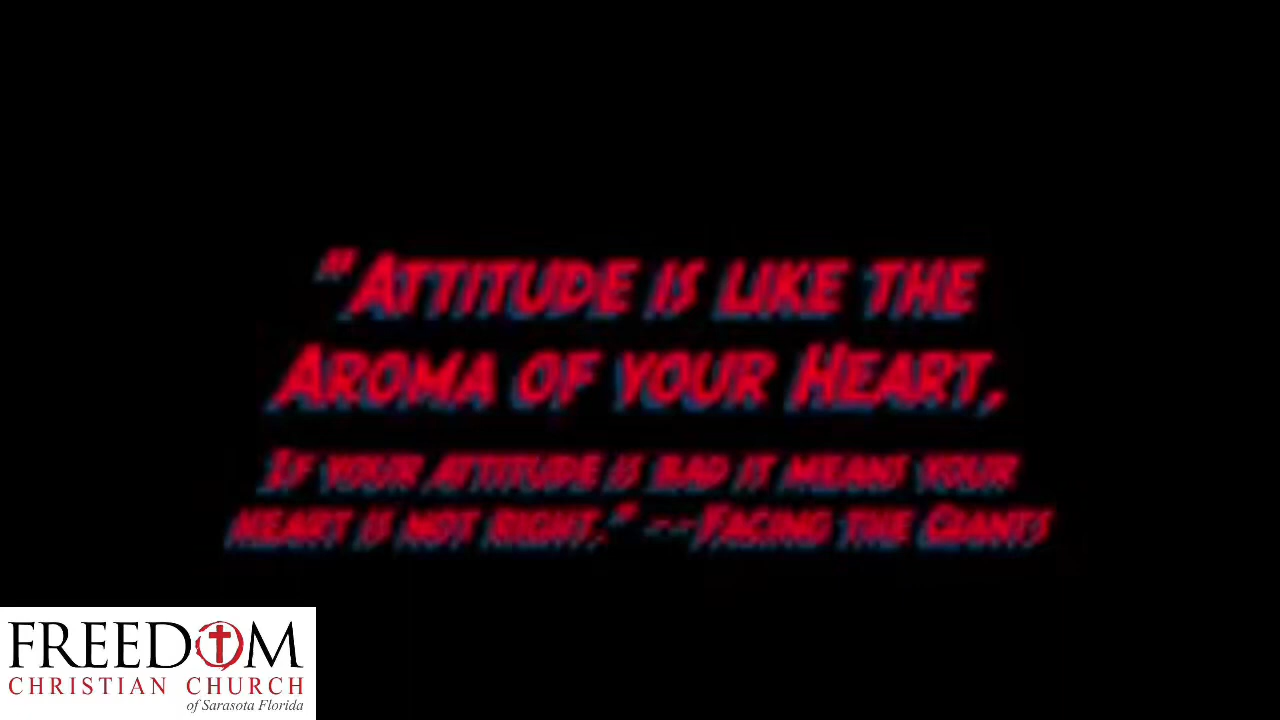 "Attitude is like the
Aroma of your Heart,
If your attitude is bad it means your
heart is not right." --Facing the Giants
FREEDOM
CHRISTIAN CHURCH
of Sarasota Florida